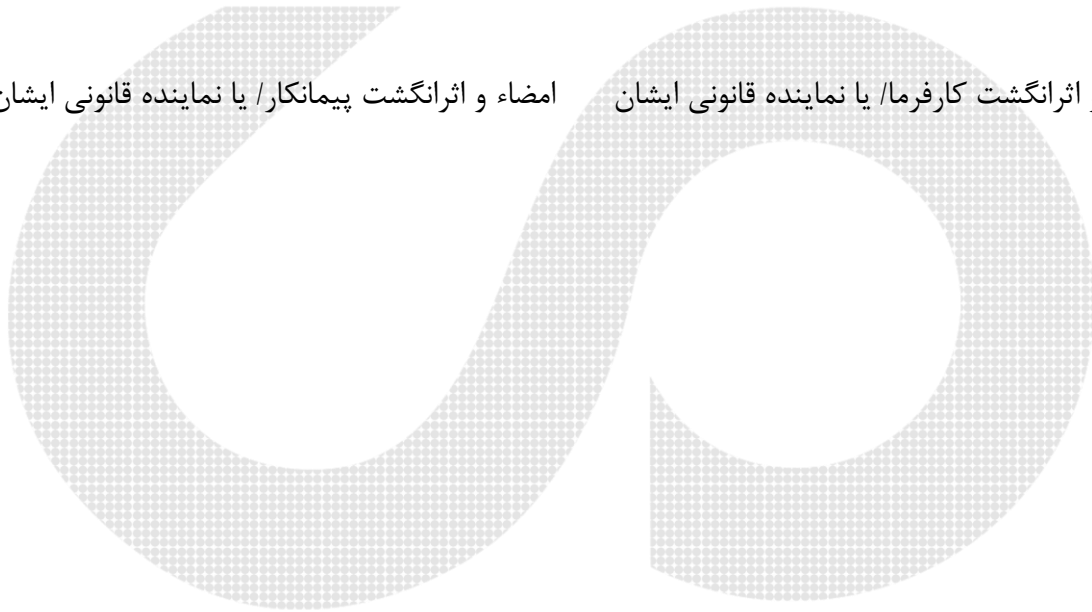 اثرانگشت کارفرما/ یا نماینده قانونی ایشان امضاء و اثرانگشت پیمانکار/ یا نماینده قانونی ایشان